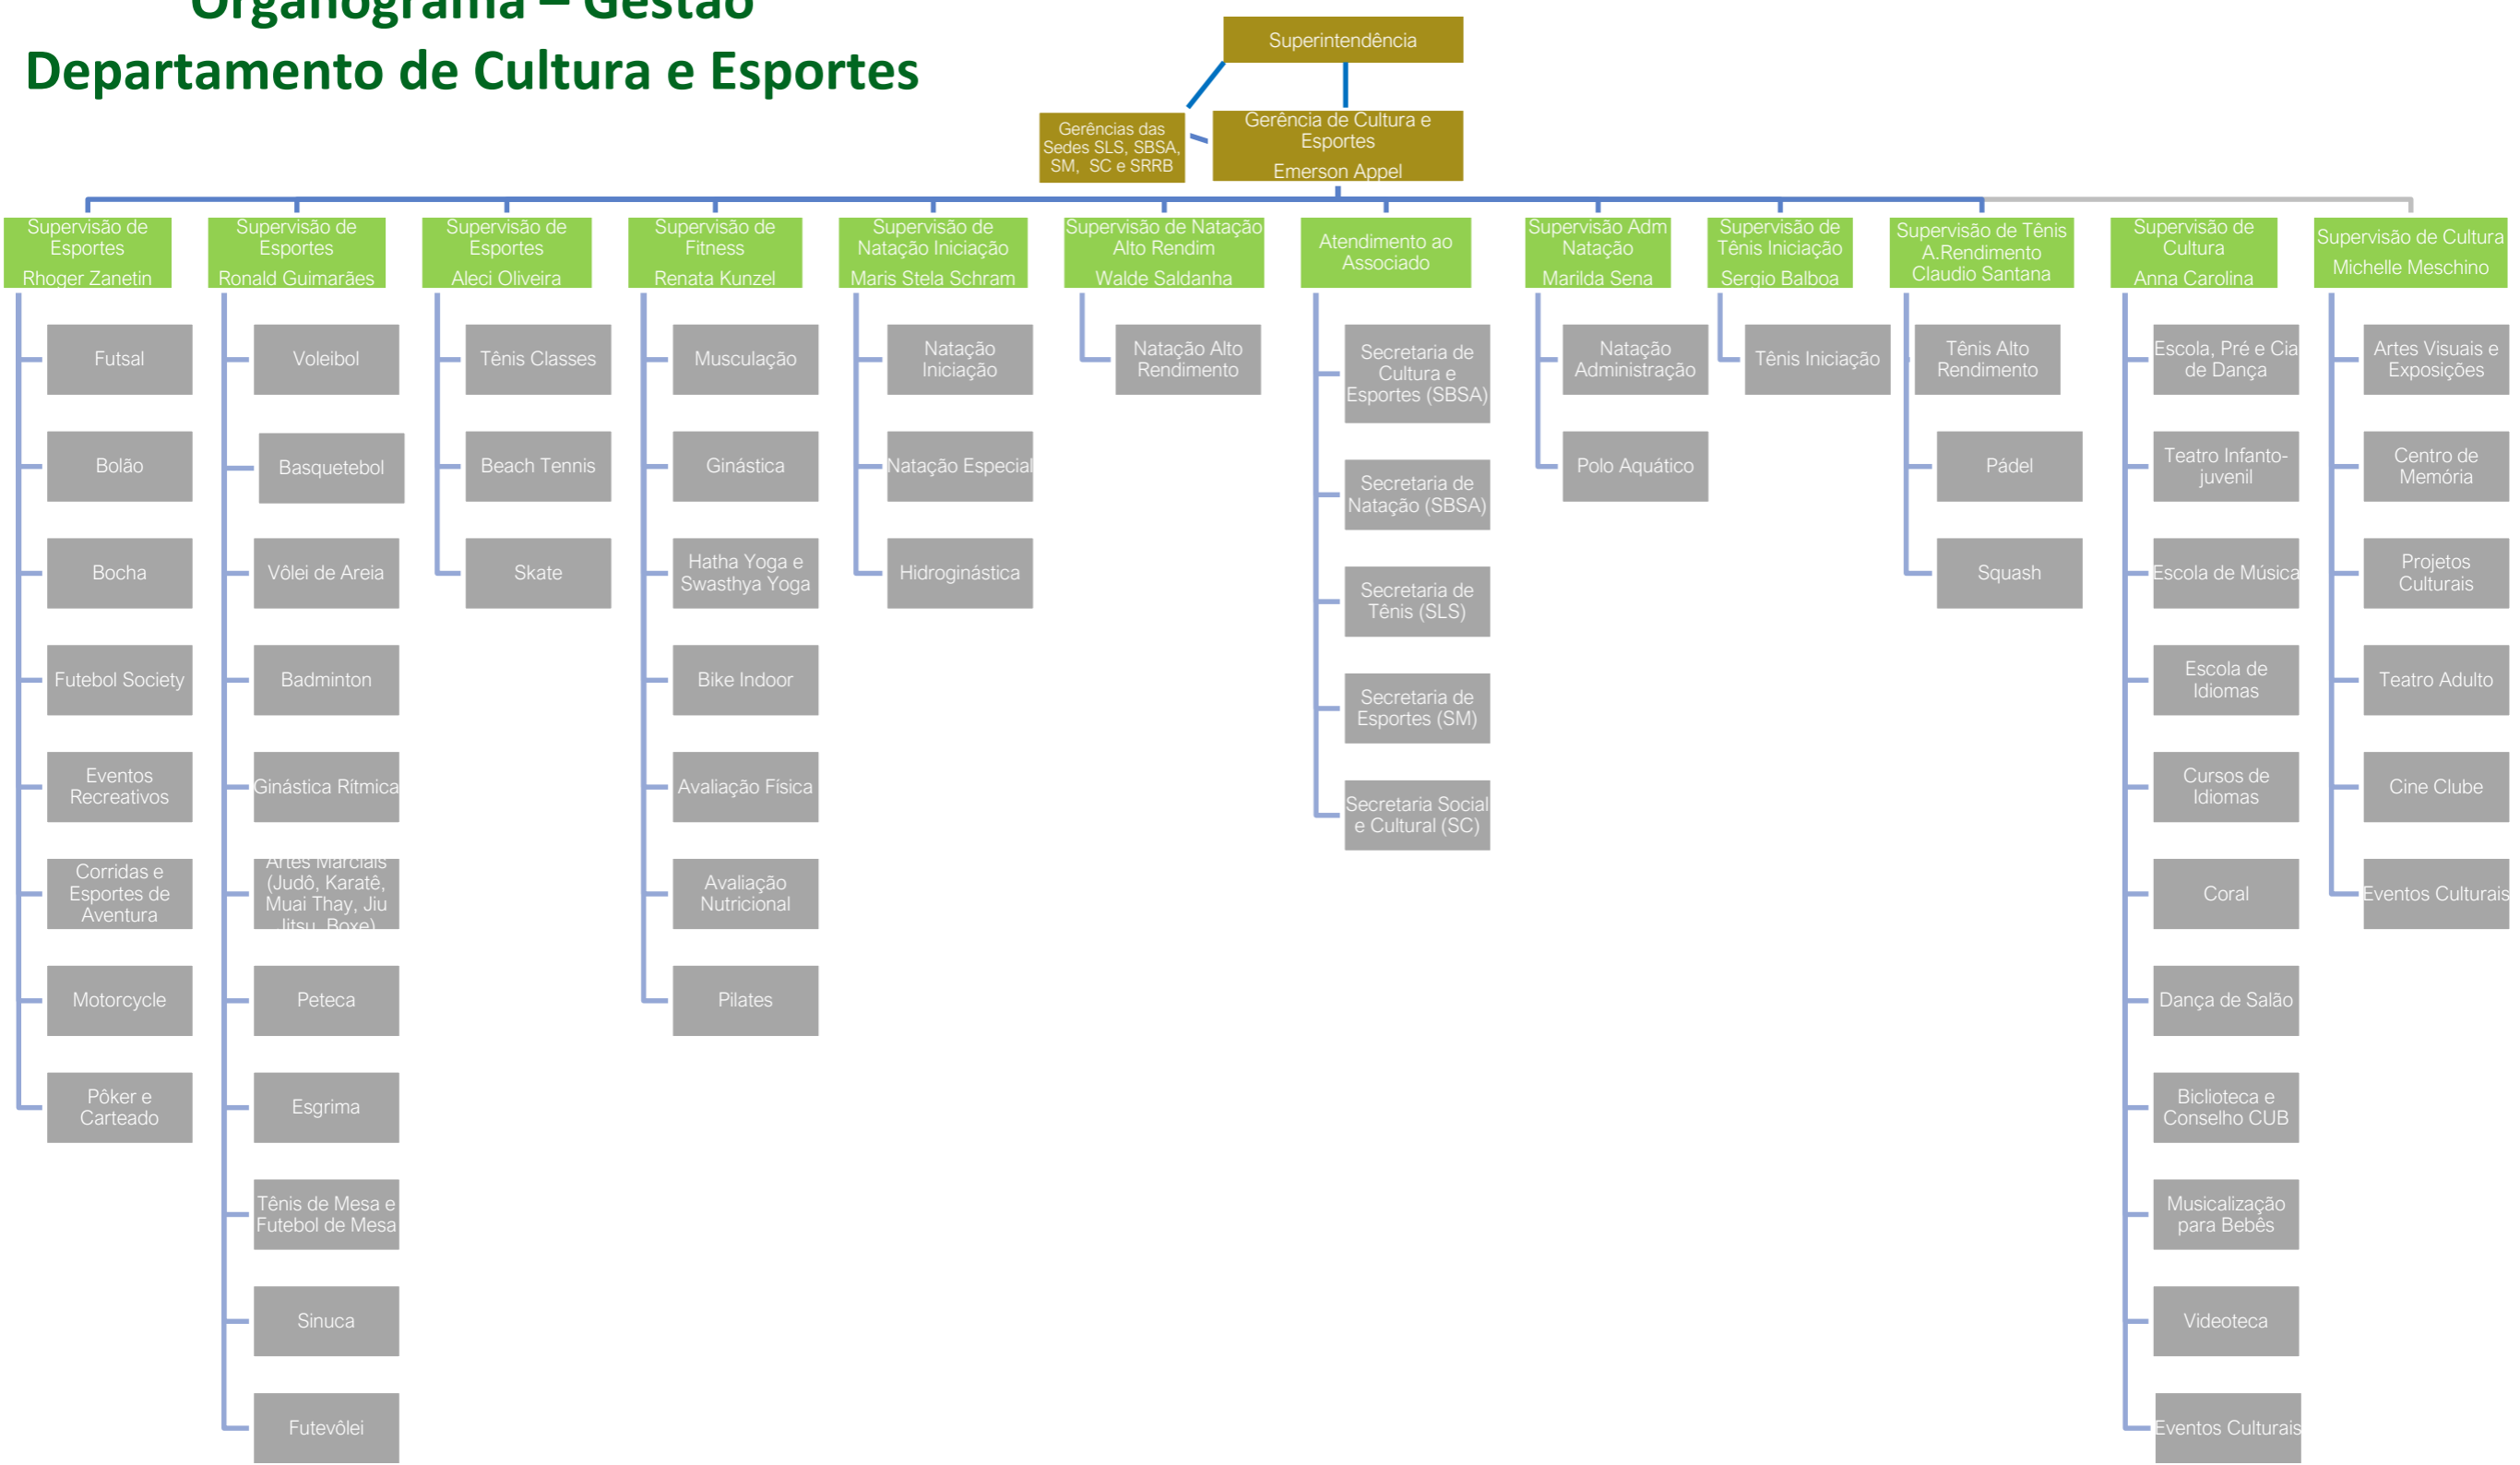 Organograma – Gestão
Departamento de Cultura e Esportes
Superintendência
Gerências das
Sedes SLS, SBSA,
SM, SC e SRRB
Gerência de Cultura e
Esportes
Emerson Appel
Supervisão de
Esportes
Rhoger Zanetin
Futsal
Bolão
Bocha
Futebol Society
Eventos
Recreativos
Corridas e
Esportes de
Aventura
Motorcycle
Pôker e
Carteado
Supervisão de
Esportes
Ronald Guimarães
Voleibol
Basquetebol
Vôlei de Areia
Badminton
Ginástica Rítmica
Artes Marciais
(Judô, Karatê,
Muai Thay, Jiu
Jitsu, Boxe)
Peteca
Esgrima
Tênis de Mesa e
Futebol de Mesa
Sinuca
Futevôlei
Supervisão de
Esportes
Aleci Oliveira
Tênis Classes
Beach Tennis
Skate
Supervisão de
Fitness
Renata Kunzel
Musculação
Ginástica
Hatha Yoga e
Swasthya Yoga
Bike Indoor
Avaliação Física
Avaliação
Nutricional
Pilates
Supervisão de
Natação Iniciação
Maris Stela Schram
Natação
Iniciação
Natação Especial
Hidroginástica
Supervisão de Natação
Alto Rendim
Walde Saldanha
Natação Alto
Rendimento
Atendimento ao
Associado
Secretaria de
Cultura e
Esportes (SBSA)
Secretaria de
Natação (SBSA)
Secretaria de
Tênis (SLS)
Secretaria de
Esportes (SM)
Secretaria Social
e Cultural (SC)
Supervisão Adm
Natação
Marilda Sena
Natação
Administração
Polo Aquático
Supervisão de
Tênis Iniciação
Sergio Balboa
Tênis Iniciação
Supervisão de Tênis
A.Rendimento
Claudio Santana
Tênis Alto
Rendimento
Pádel
Squash
Supervisão de
Cultura
Anna Carolina
Escola, Pré e Cia
de Dança
Teatro Infanto-
juvenil
Escola de Música
Escola de
Idiomas
Cursos de
Idiomas
Coral
Dança de Salão
Biclioteca e
Conselho CUB
Musicalização
para Bebês
Videoteca
Eventos Culturais
Supervisão de Cultura
Michelle Meschino
Artes Visuais e
Exposições
Centro de
Memória
Projetos
Culturais
Teatro Adulto
Cine Clube
Eventos Culturais